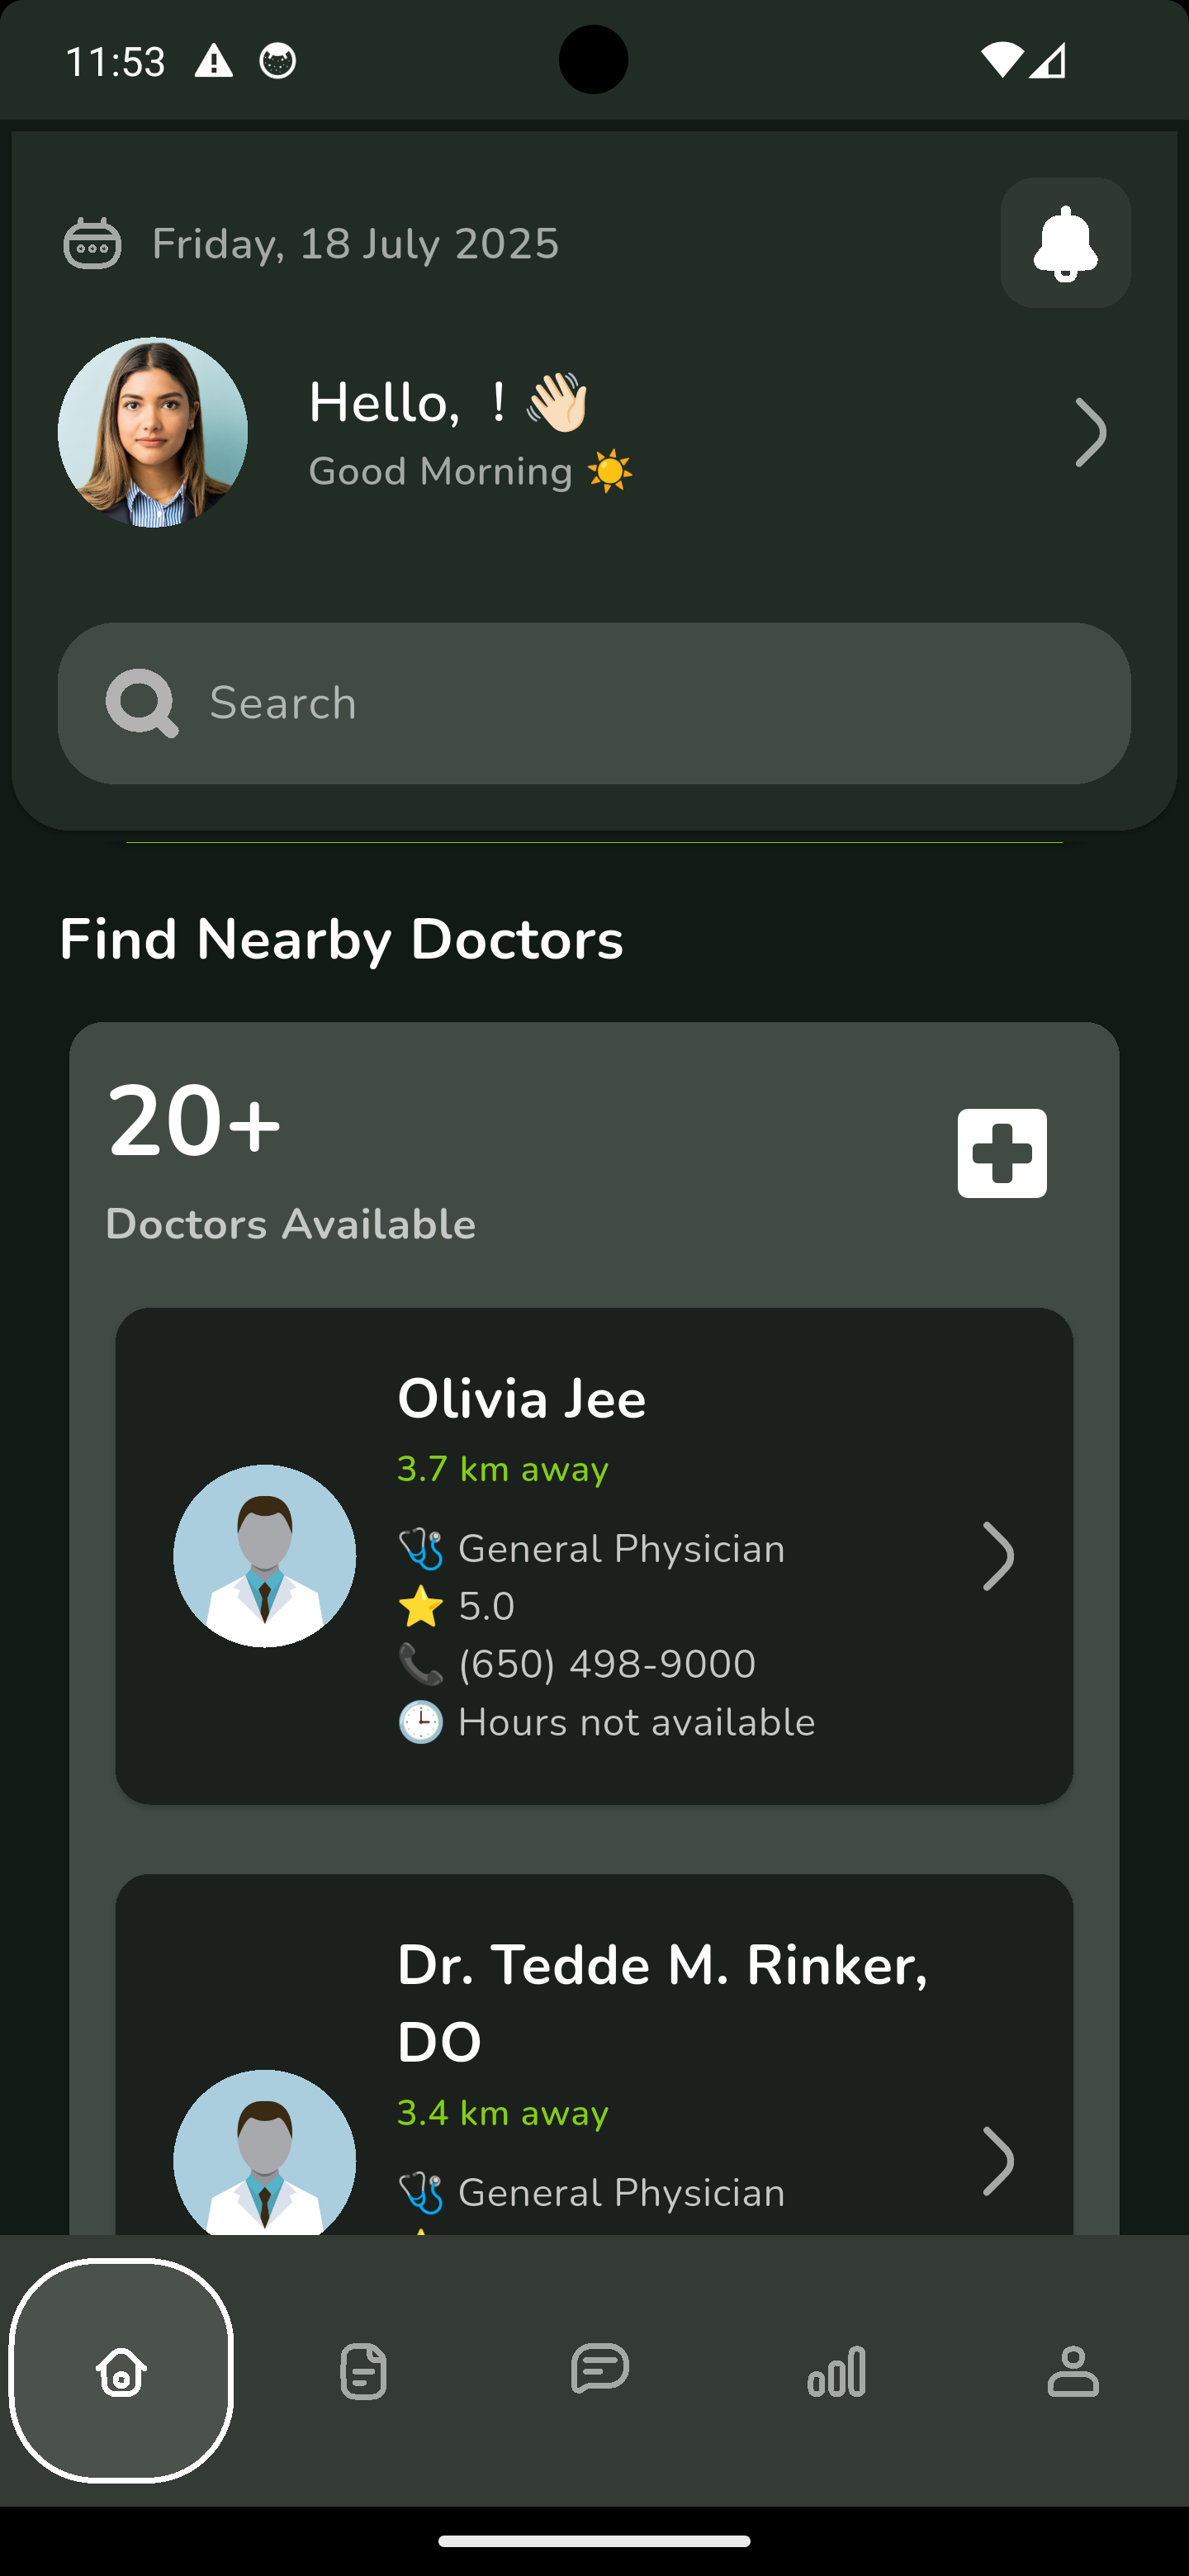 11:53
Friday, 18 July 2025
Hello, ! 👋🏻
Good Morning ☀️
Search
Find Nearby Doctors
20+
Doctors Available
Olivia Jee
3.7 km away
🩺 General Physician
⭐ 5.0
📞 (650) 498-9000
🕒 Hours not available
Dr. Tedde M. Rinker,
DO
3.4 km away
🩺 General Physician